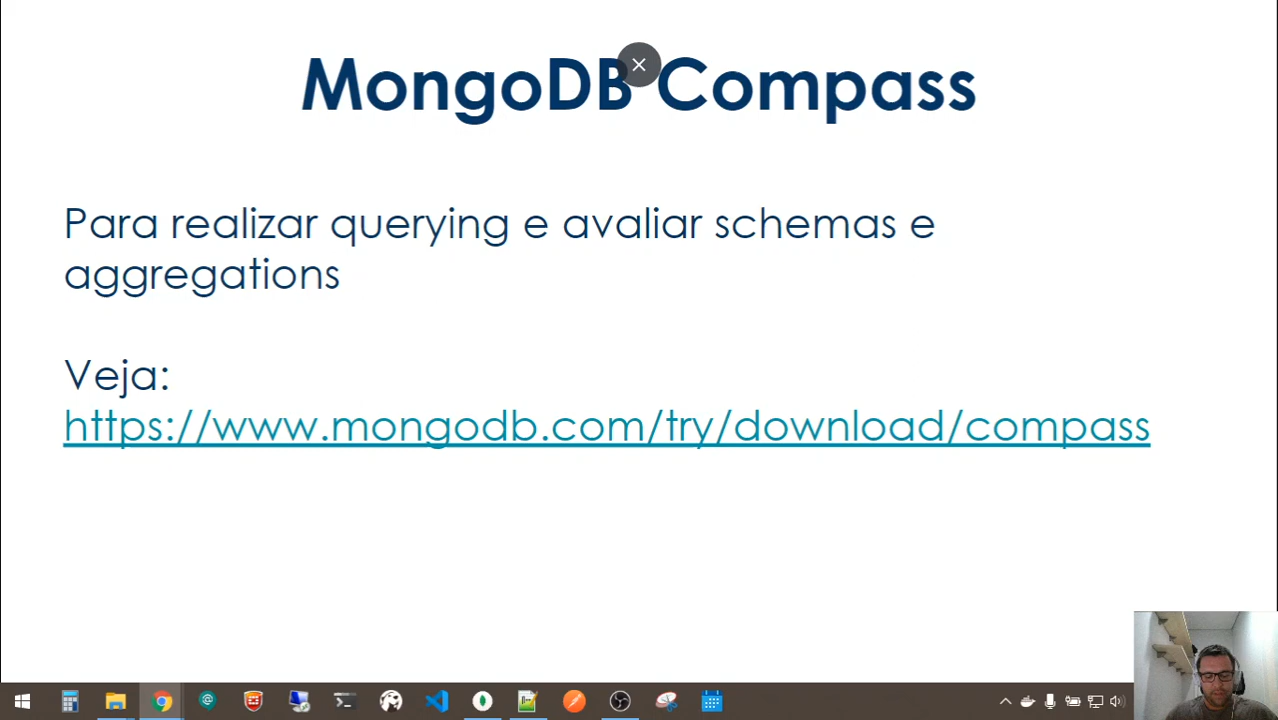 MongoDB Compass
Para realizar querying e avaliar schemas e
aggregations
Veja:
https://www.mongodb.com/try/download/compass